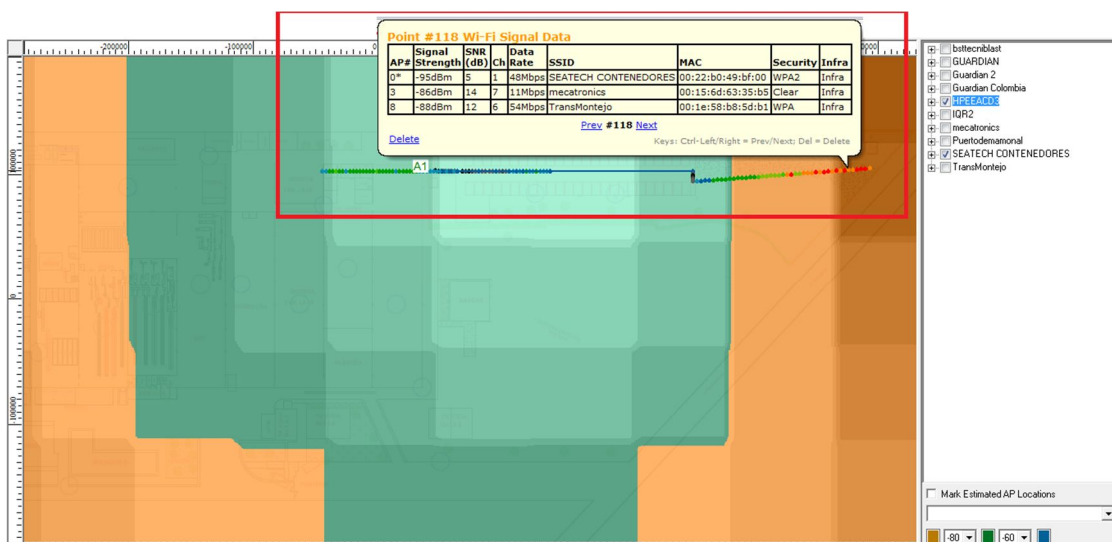 Point #118 Wi-Fi Signal Data
AP# Signal Strength SNR (dB) Ch Data Rate SSID MAC Security Infra
0* -95dBm 5 1 48Mbps SEATECH CONTENEDORES 00:22:b0:49:bf:00 WPA2 Infra
3 -86dBm 14 7 11Mbps mecatronics 00:15:6d:63:35:b5 Clear Infra
8 -88dBm 12 6 54Mbps TransMontejo 00:1e:58:b8:5d:b1 WPA Infra
Prev #118 Next
Delete Keys: Ctrl-Left/Right = Prev/Next; Del = Delete
-200000 -100000 0
100000
0
-100000
A1
bsttecniblast
GUARDIAN
Guardian 2
Guardian Colombia
HPEEACD3
IQR2
mecatronics
Puertodemamonal
SEATECH CONTENEDORES
TransMontejo
Mark Estimated AP Locations
-80 -60